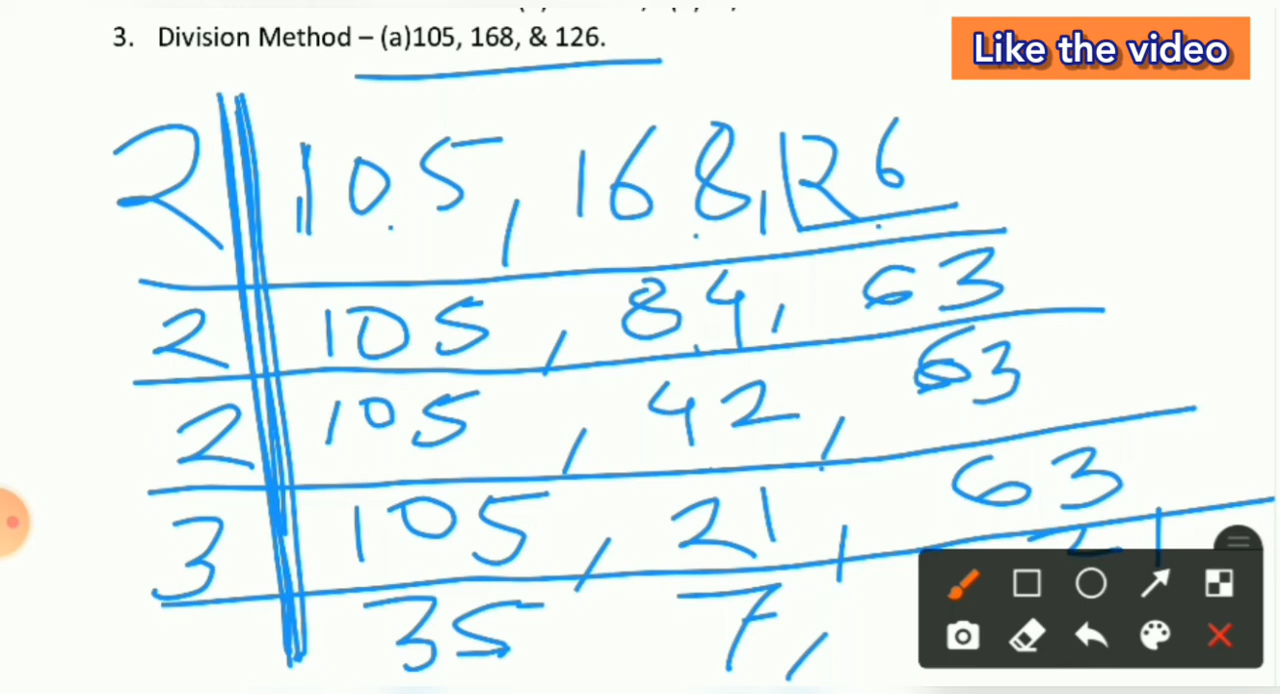 3. Division Method – (a)105, 168, & 126.
Like the video
2 105, 168, 126
2 105, 84, 63
2 105, 42, 63
3 105, 21, 63
35 7, 21